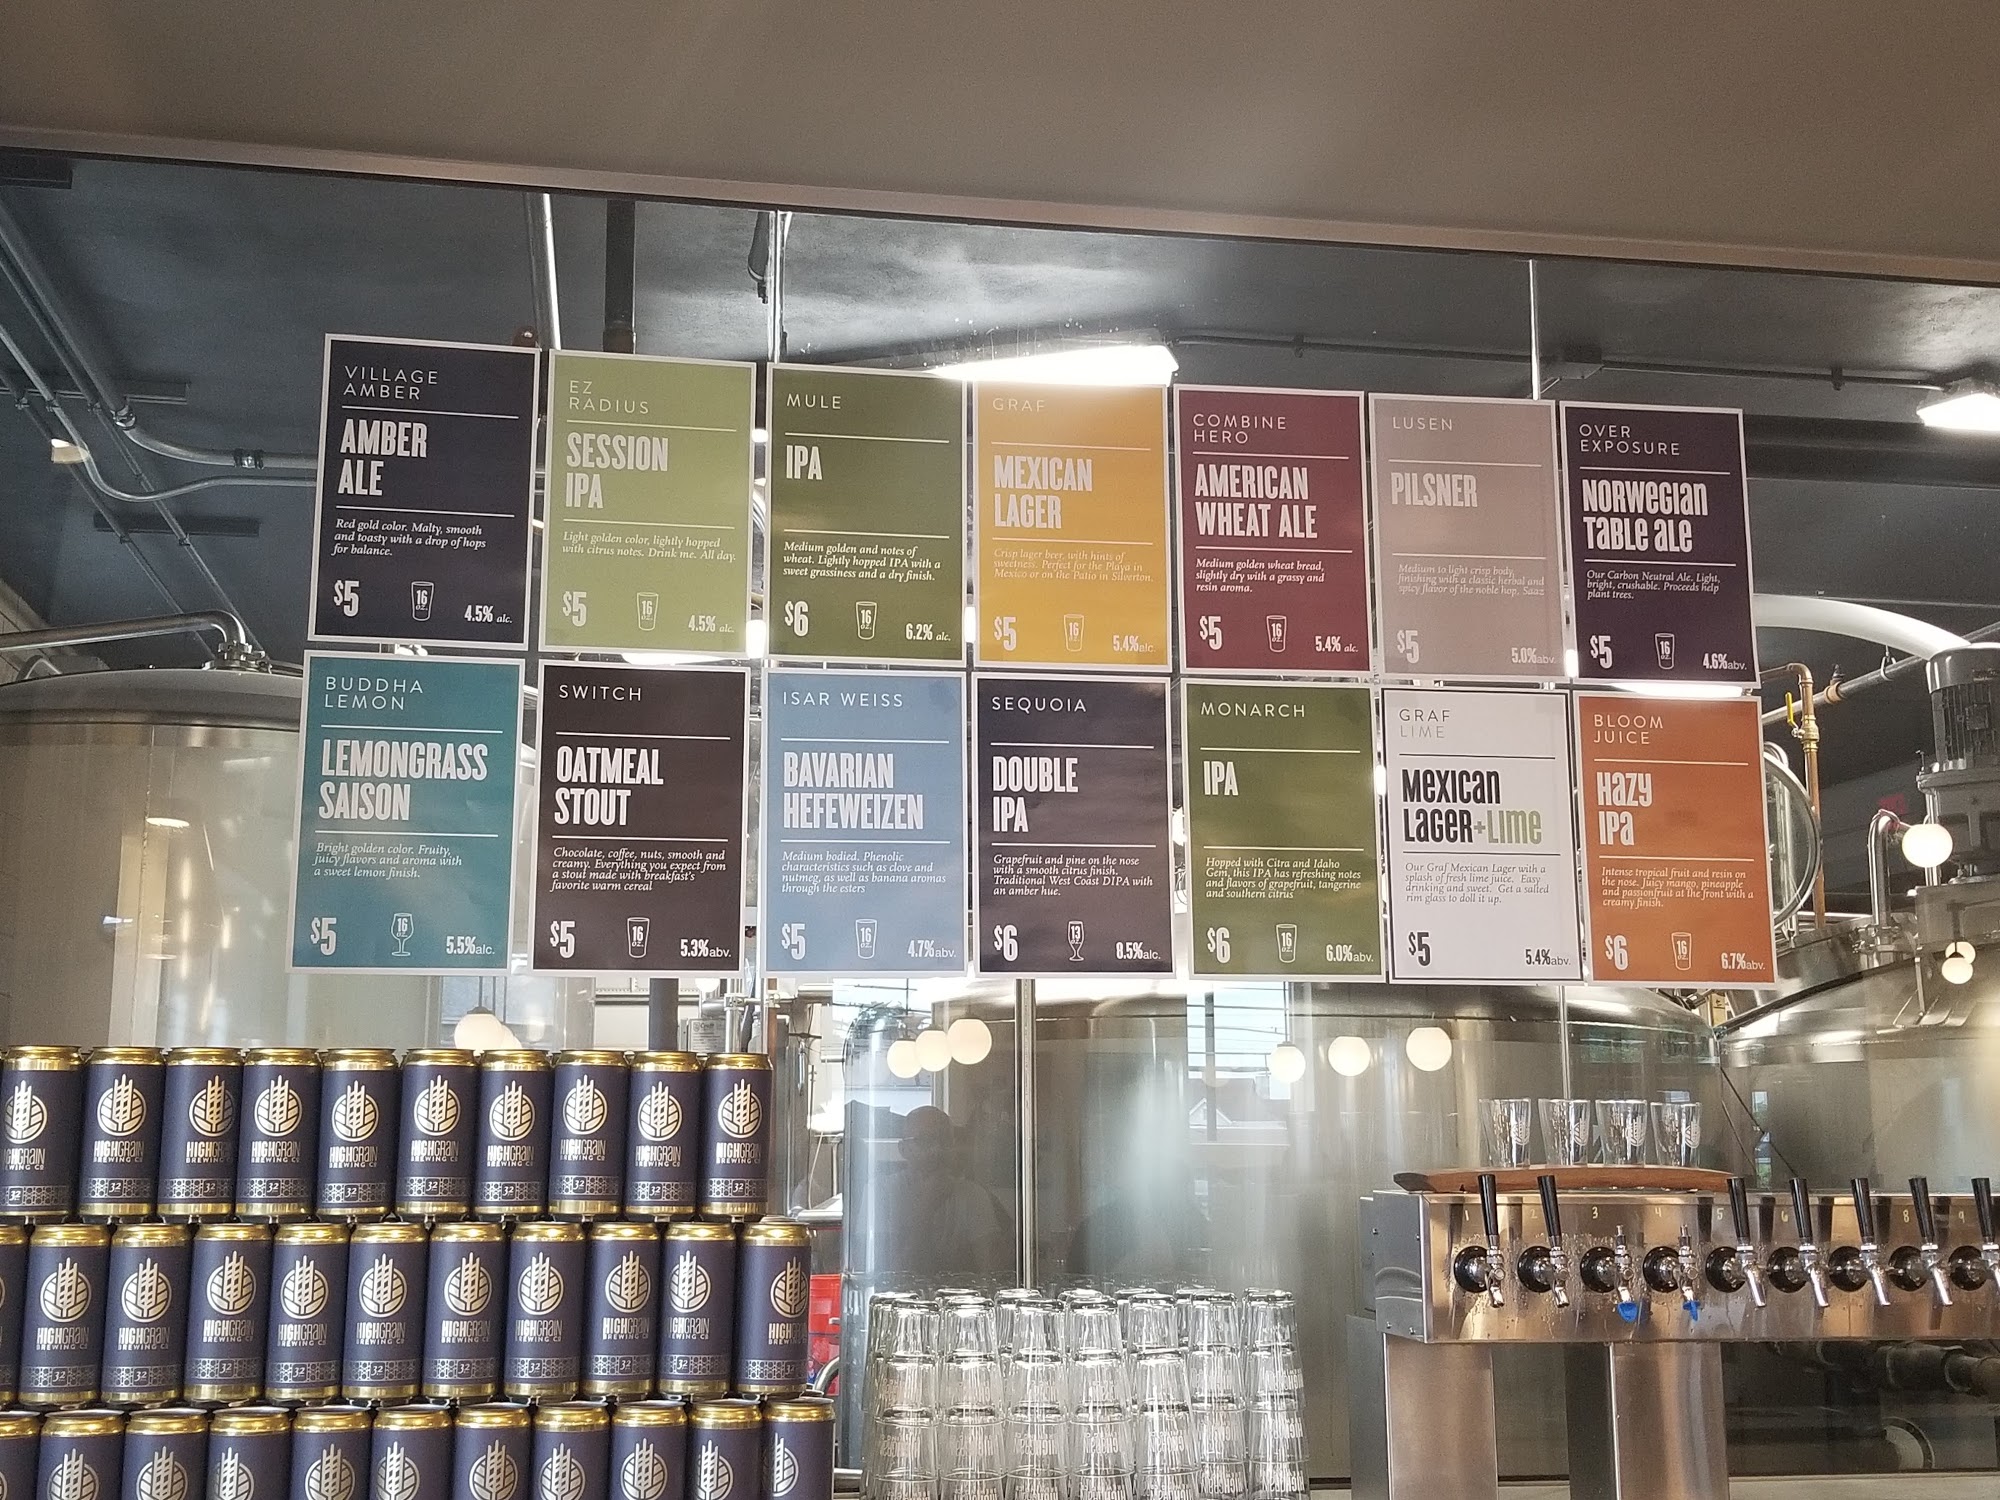 VILLAGE
AMBER
AMBER
ALE
Red gold color. Malty, smooth
and toasty with a drop of hops
for balance.
$5
16
oz.
4.5% alc.
EZ
RADIUS
SESSION
IPA
Light golden color, lightly hopped
with citrus notes. Drink me. All day.
$5
16
oz.
4.5% alc.
MULE
IPA
Medium golden and notes of
wheat. Lightly hopped IPA with a
sweet grassiness and a dry finish.
$6
16
oz.
6.2% alc.
GRAF
MEXICAN
LAGER
Crisp lager beer, with hints of
sweetness. Perfect for the Playa in
Mexico or on the Patio in Silverton.
$5
16
oz.
5.4%alc.
COMBINE
HERO
AMERICAN
WHEAT ALE
Medium golden wheat bread,
slightly dry with a grassy and
resin aroma.
$5
16
oz.
5.4% alc.
LUSEN
PILSNER
Medium to light crisp body,
finishing with a classic herbal and
spicy flavor of the noble hop. Saaz
$5
5.0%abv.
OVER
EXPOSURE
NORWEGIAN
TABLE ALE
Our Carbon Neutral Ale. Light,
bright, crushable. Proceeds help
plant trees.
$5
16
oz.
4.6%abv.
BUDDHA
LEMON
LEMONGRASS
SAISON
Bright golden color. Fruity,
juicy flavors and aroma with
a sweet lemon finish.
$5
16
oz.
5.5%alc.
SWITCH
OATMEAL
STOUT
Chocolate, coffee, nuts, smooth and
creamy. Everything you expect from
a stout made with breakfast's
favorite warm cereal
$5
16
oz.
5.3%abv.
ISAR WEISS
BAVARIAN
HEFEWEIZEN
Medium bodied. Phenolic
characteristics such as clove and
nutmeg, as well as banana aromas
through the esters
$5
16
oz.
4.7%abv.
SEQUOIA
DOUBLE
IPA
Grapefruit and pine on the nose
with a smooth citrus finish.
Traditional West Coast DIPA with
an amber hue.
$6
13
oz.
8.5%alc.
MONARCH
IPA
Hopped with Citra and Idaho
Gem, this IPA has refreshing notes
and flavors of grapefruit, tangerine
and southern citrus
$6
16
oz.
6.0%abv.
GRAF
LIME
MEXICAN
LAGER+LIME
Our Graf Mexican Lager with a
splash of fresh lime juice. Easy
drinking and sweet. Get a salted
rim glass to doll it up.
$5
5.4%abv.
BLOOM
JUICE
HAZY
IPA
Intense tropical fruit and resin on
the nose. Juicy mango, pineapple
and passionfruit at the front with a
creamy finish.
$6
16
oz.
6.7%abv.
HIGHGRAIN
BREWING CO
32
1 2 3 4 5 6 8 9